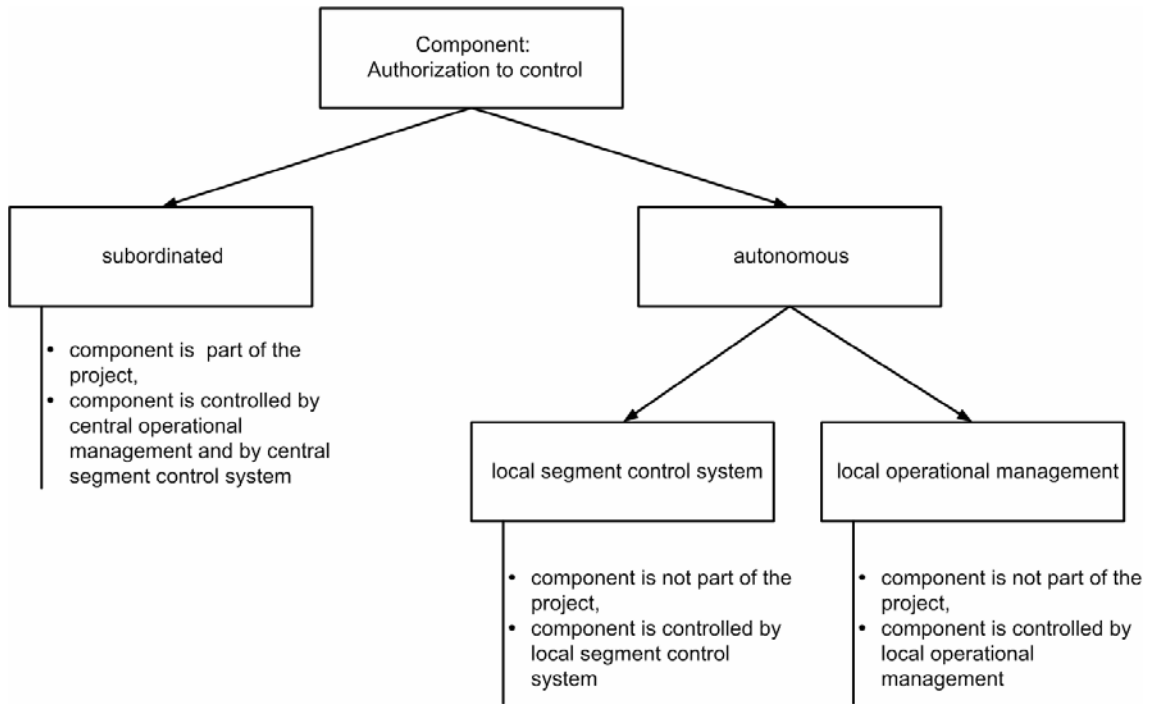 Component:
Authorization to control
subordinated
autonomous
• component is  part of the
project,
• component is controlled by
central operational
management and by central
segment control system
local segment control system
local operational management
• component is not part of the
project,
• component is controlled by
local segment control
system
• component is not part of the
project,
• component is controlled by
local operational
management